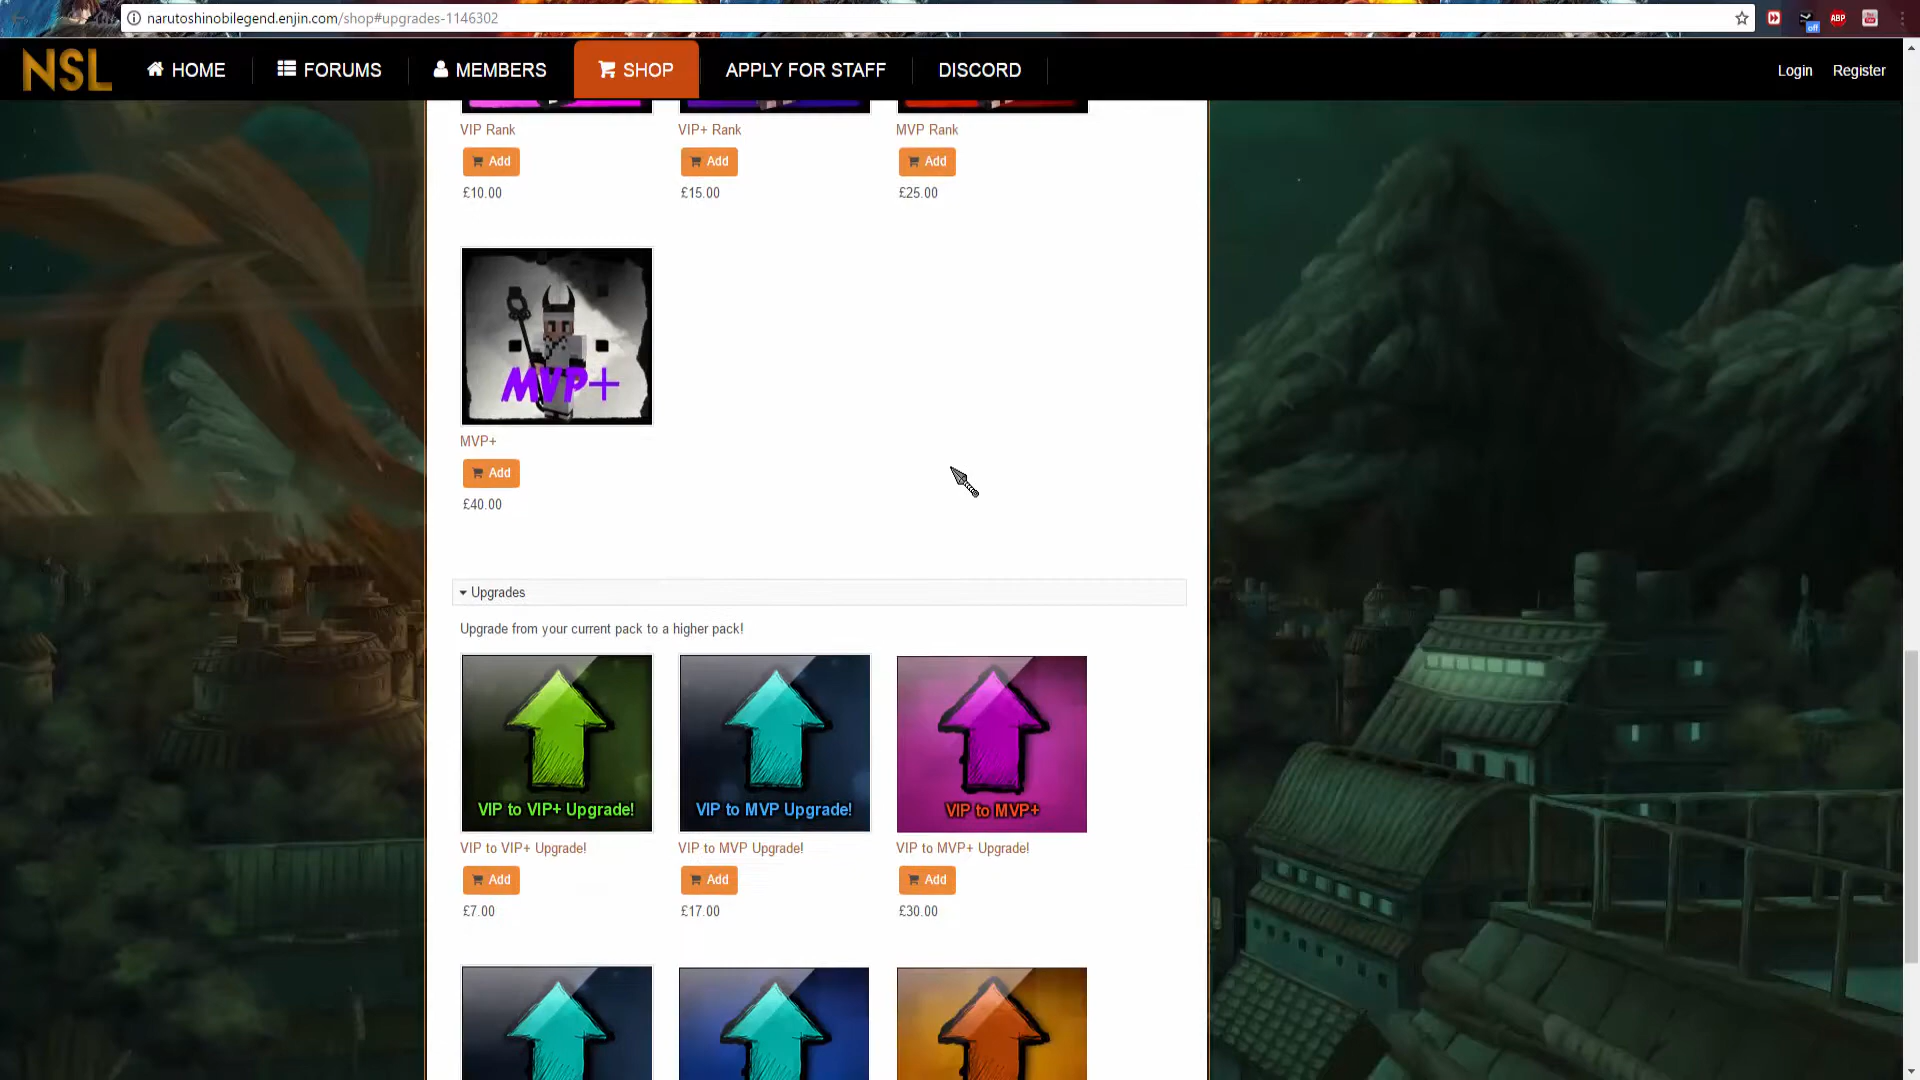 narutoshinobilegend.enjin.com/shop#upgrades-1146302
ABP
off
NSL HOME FORUMS MEMBERS SHOP APPLY FOR STAFF DISCORD Login Register
VIP Rank VIP+ Rank MVP Rank
Add Add Add
£10.00 £15.00 £25.00
MVP+
MVP+
Add
£40.00
Upgrades
Upgrade from your current pack to a higher pack!
VIP to VIP+ Upgrade! VIP to MVP Upgrade! VIP to MVP+
VIP to VIP+ Upgrade! VIP to MVP Upgrade! VIP to MVP+ Upgrade!
Add Add Add
£7.00 £17.00 £30.00